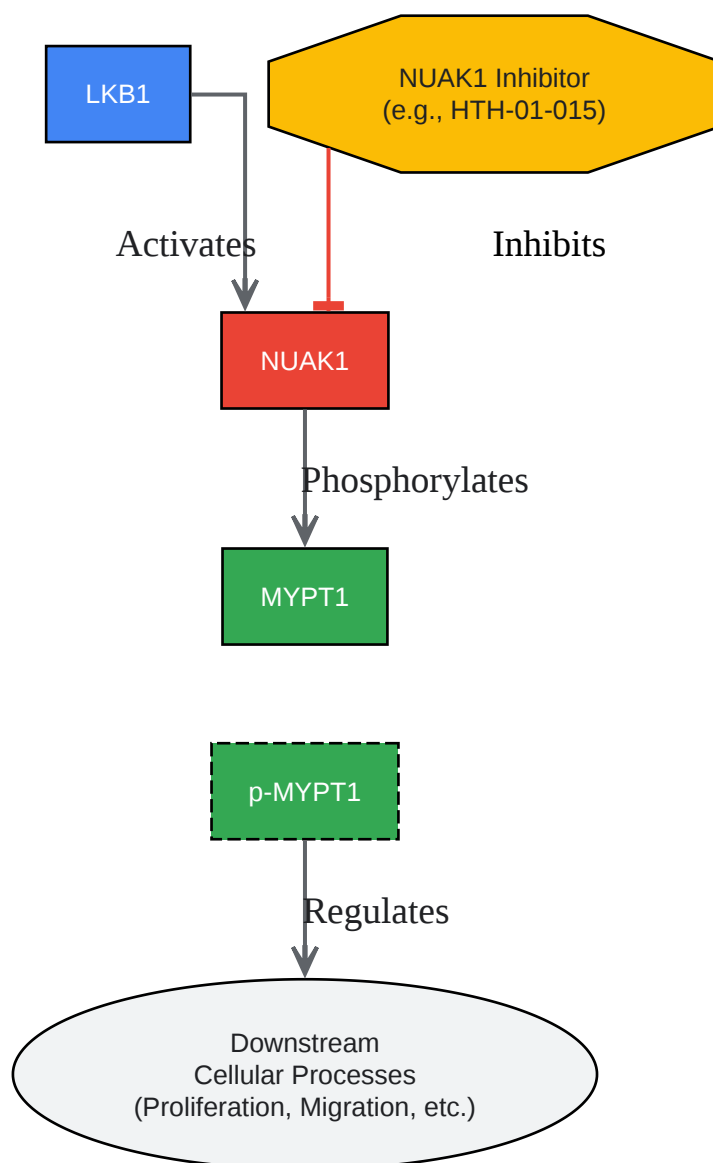 LKB1
NUAK1 Inhibitor
(e.g., HTH-01-015)
Activates
Inhibits
NUAK1
Phosphorylates
MYPT1
p-MYPT1
Regulates
Downstream
Cellular Processes
(Proliferation, Migration, etc.)